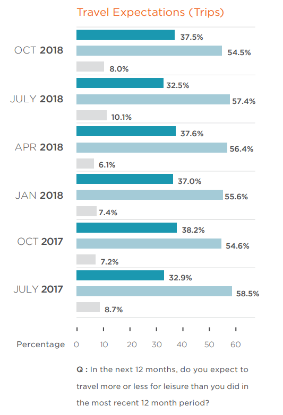 Travel Expectations (Trips)
37.5%
OCT 2018
54.5%
8.0%
32.5%
JULY 2018
57.4%
10.1%
37.6%
APR 2018
56.4%
6.1%
37.0%
JAN 2018
55.6%
7.4%
38.2%
OCT 2017
54.6%
7.2%
32.9%
JULY 2017
58.5%
8.7%
Percentage 0 10 20 30 40 50 60
Q : In the next 12 months, do you expect to
travel more or less for leisure than you did in
the most recent 12 month period?